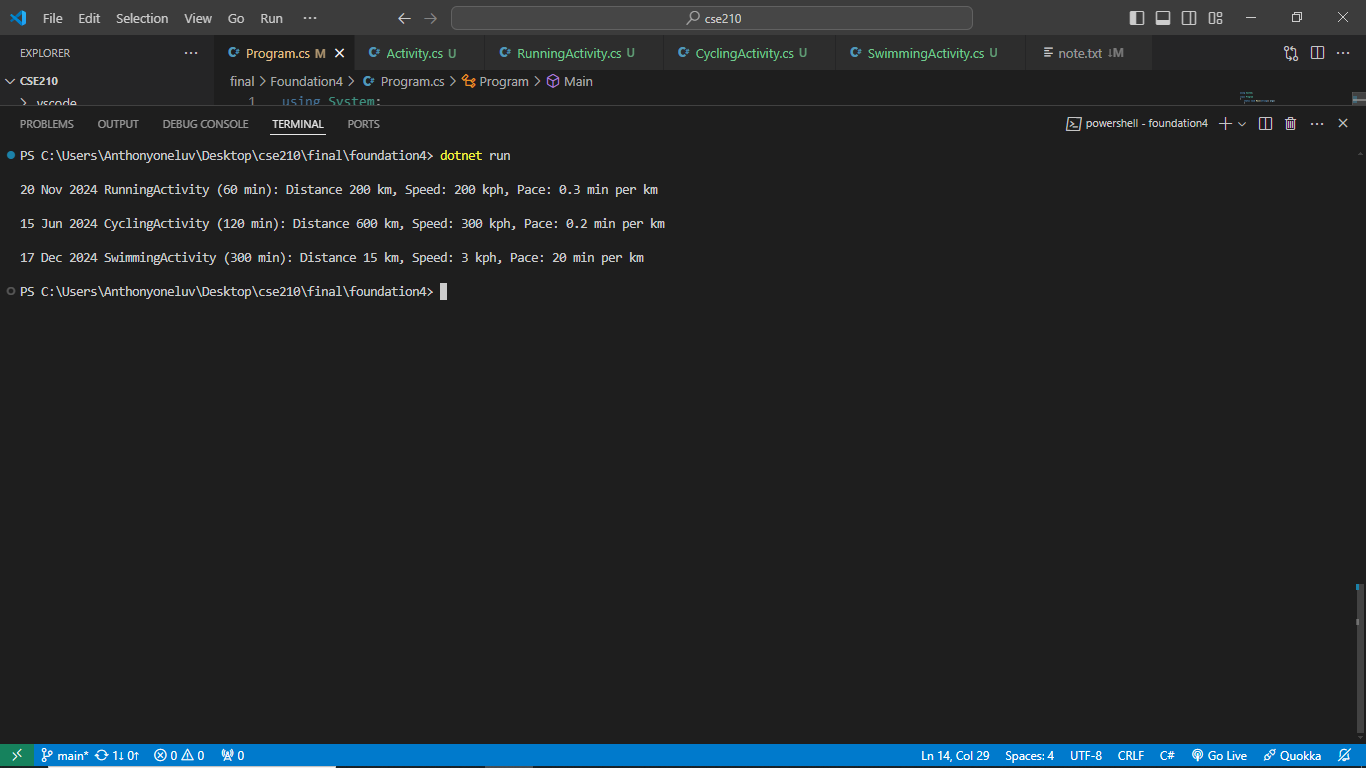 File Edit Selection View Go Run ··· cse210
EXPLORER ··· Program.cs M Activity.cs U RunningActivity.cs U CyclingActivity.cs U SwimmingActivity.cs U note.txt ↓M ···
CSE210 final > Foundation4 > Program.cs > Program > Main
.vscode 1 using System;
PROBLEMS OUTPUT DEBUG CONSOLE TERMINAL PORTS powershell - foundation4
PS C:\Users\Anthonyoneluv\Desktop\cse210\final\foundation4> dotnet run
20 Nov 2024 RunningActivity (60 min): Distance 200 km, Speed: 200 kph, Pace: 0.3 min per km
15 Jun 2024 CyclingActivity (120 min): Distance 600 km, Speed: 300 kph, Pace: 0.2 min per km
17 Dec 2024 SwimmingActivity (300 min): Distance 15 km, Speed: 3 kph, Pace: 20 min per km
PS C:\Users\Anthonyoneluv\Desktop\cse210\final\foundation4>
main* 1↓ 0↑ 0 0 0 Ln 14, Col 29 Spaces: 4 UTF-8 CRLF C# Go Live Quokka